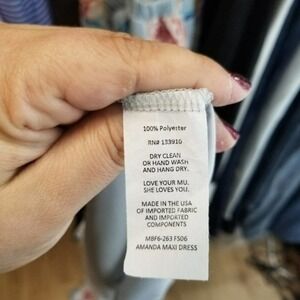 100% Polyester
RN# 133910
DRY CLEAN
OR HAND WASH
AND HANG DRY.
LOVE YOUR MU.
SHE LOVES YOU.
MADE IN THE USA
OF IMPORTED FABRIC
AND IMPORTED
COMPONENTS
MBF6-263 FS06
AMANDA MAXI DRESS